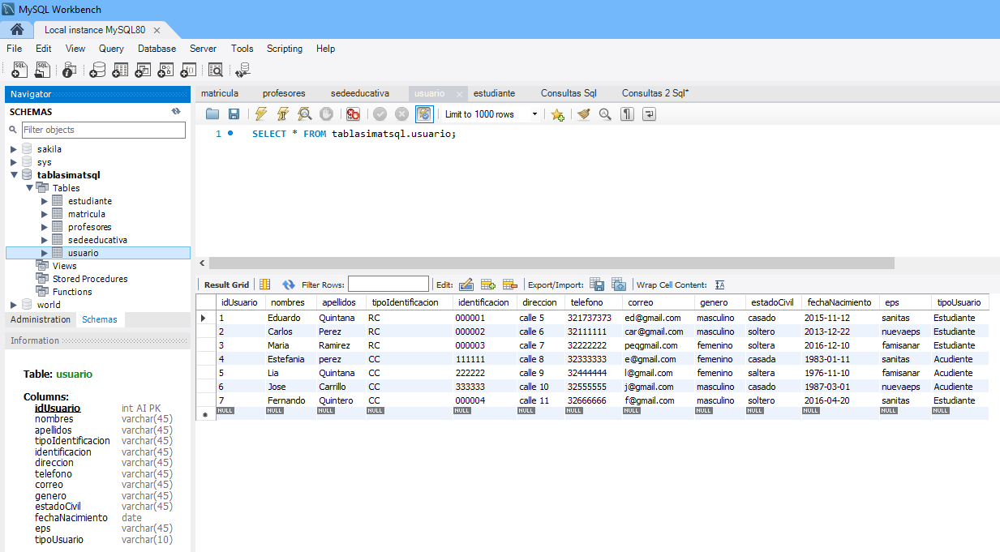 MySQL Workbench
Local instance MySQL80
File Edit View Query Database Server Tools Scripting Help
Navigator
SCHEMAS
Filter objects
sakila
sys
tablasimatsql
Tables
estudiante
matricula
profesores
sedeeducativa
usuario
Views
Stored Procedures
Functions
world
Administration Schemas
Information
Table: usuario
Columns:
idUsuario int AI PK
nombres varchar(45)
apellidos varchar(45)
tipoIdentificacion varchar(45)
identificacion varchar(45)
direccion varchar(45)
telefono varchar(45)
correo varchar(45)
genero varchar(45)
estadoCivil varchar(45)
fechaNacimiento date
eps varchar(45)
tipoUsuario varchar(10)
matricula profesores sedeeducativa usuario estudiante Consultas Sql Consultas 2 Sql*
Limit to 1000 rows
1 SELECT * FROM tablasimatsql.usuario;
Result Grid Filter Rows: Edit: Export/Import: Wrap Cell Content: IA
idUsuario nombres apellidos tipoIdentificacion identificacion direccion telefono correo genero estadoCivil fechaNacimiento eps tipoUsuario
1 Eduardo Quintana RC 000001 calle 5 321737373 ed@gmail.com masculino casado 2015-11-12 sanitas Estudiante
2 Carlos Perez RC 000002 calle 6 32111111 car@gmail.com masculino soltero 2013-12-22 nuevaeps Estudiante
3 Maria Ramirez RC 000003 calle 7 32222222 peqgmail.com femenino soltera 2016-12-10 famisanar Estudiante
4 Estefania perez CC 111111 calle 8 32333333 e@gmail.com femenino casada 1983-01-11 sanitas Acudiente
5 Lia Quintana CC 222222 calle 9 32444444 l@gmail.com femenino saltera 1976-11-10 famisanar Acudiente
6 Jose Carrillo CC 333333 calle 10 32555555 j@gmail.com masculino casado 1987-03-01 nuevaeps Acudiente
7 Fernando Quintero CC 000004 calle 11 32666666 f@gmail.com masculino soltero 2016-04-20 sanitas Estudiante
NULL NULL NULL NULL NULL NULL NULL NULL NULL NULL NULL NULL NULL